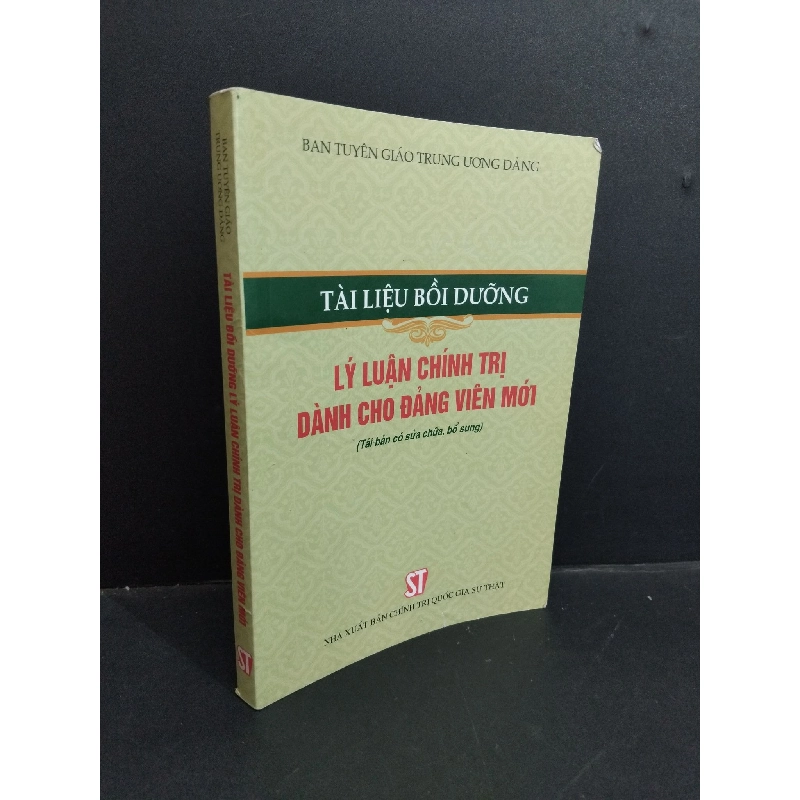 BAN TUYÊN GIÁO TRUNG ƯƠNG ĐẢNG
TÀI LIỆU BỒI DƯỠNG
LÝ LUẬN CHÍNH TRỊ
DÀNH CHO ĐẢNG VIÊN MỚI
(Tái bản có sửa chữa, bổ sung)
ST
NHÀ XUẤT BẢN CHÍNH TRỊ QUỐC GIA SỰ THẬT
BAN TUYÊN GIÁO
TRUNG ƯƠNG ĐẢNG
TÀI LIỆU BỒI DƯỠNG LÝ LUẬN CHÍNH TRỊ DÀNH CHO ĐẢNG VIÊN MỚI
ST